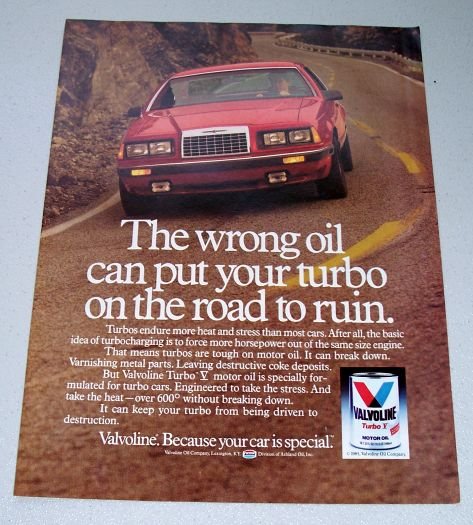 The wrong oil
can put your turbo
on the road to ruin.
Turbos endure more heat and stress than most cars. After all, the basic
idea of turbocharging is to force more horsepower out of the same size engine.
That means turbos are tough on motor oil. It can break down.
Varnishing metal parts. Leaving destructive coke deposits.
But Valvoline Turbo V motor oil is specially for-
mulated for turbo cars. Engineered to take the stress. And
take the heat—over 600° without breaking down.
It can keep your turbo from being driven to
destruction.
VALVOLINE
Turbo V
MOTOR OIL
Valvoline. Because your car is special.™
Valvoline Oil Company, Lexington, KY. Division of Ashland Oil, Inc.
Valvoline Oil Company